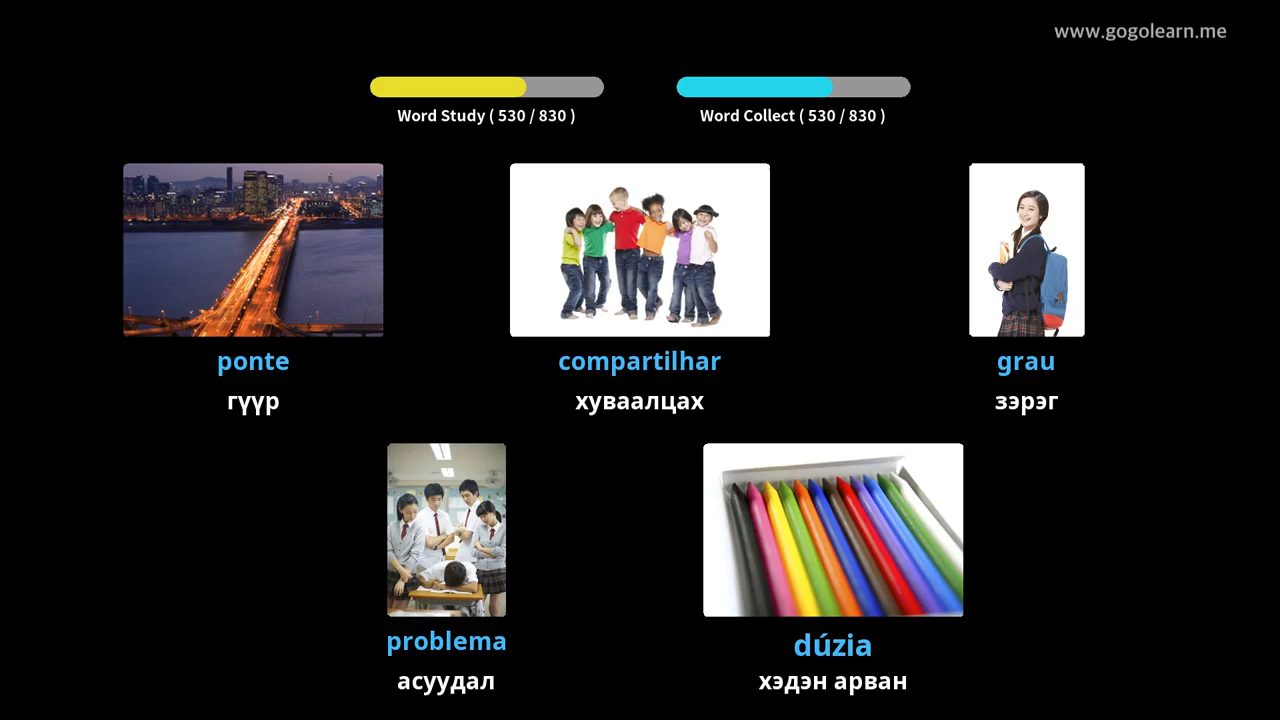 www.gogolearn.me
Word Study ( 530 / 830 )
Word Collect ( 530 / 830 )
ponte
гүүр
compartilhar
хуваалцах
grau
зэрэг
problema
асуудал
dúzia
хэдэн арван